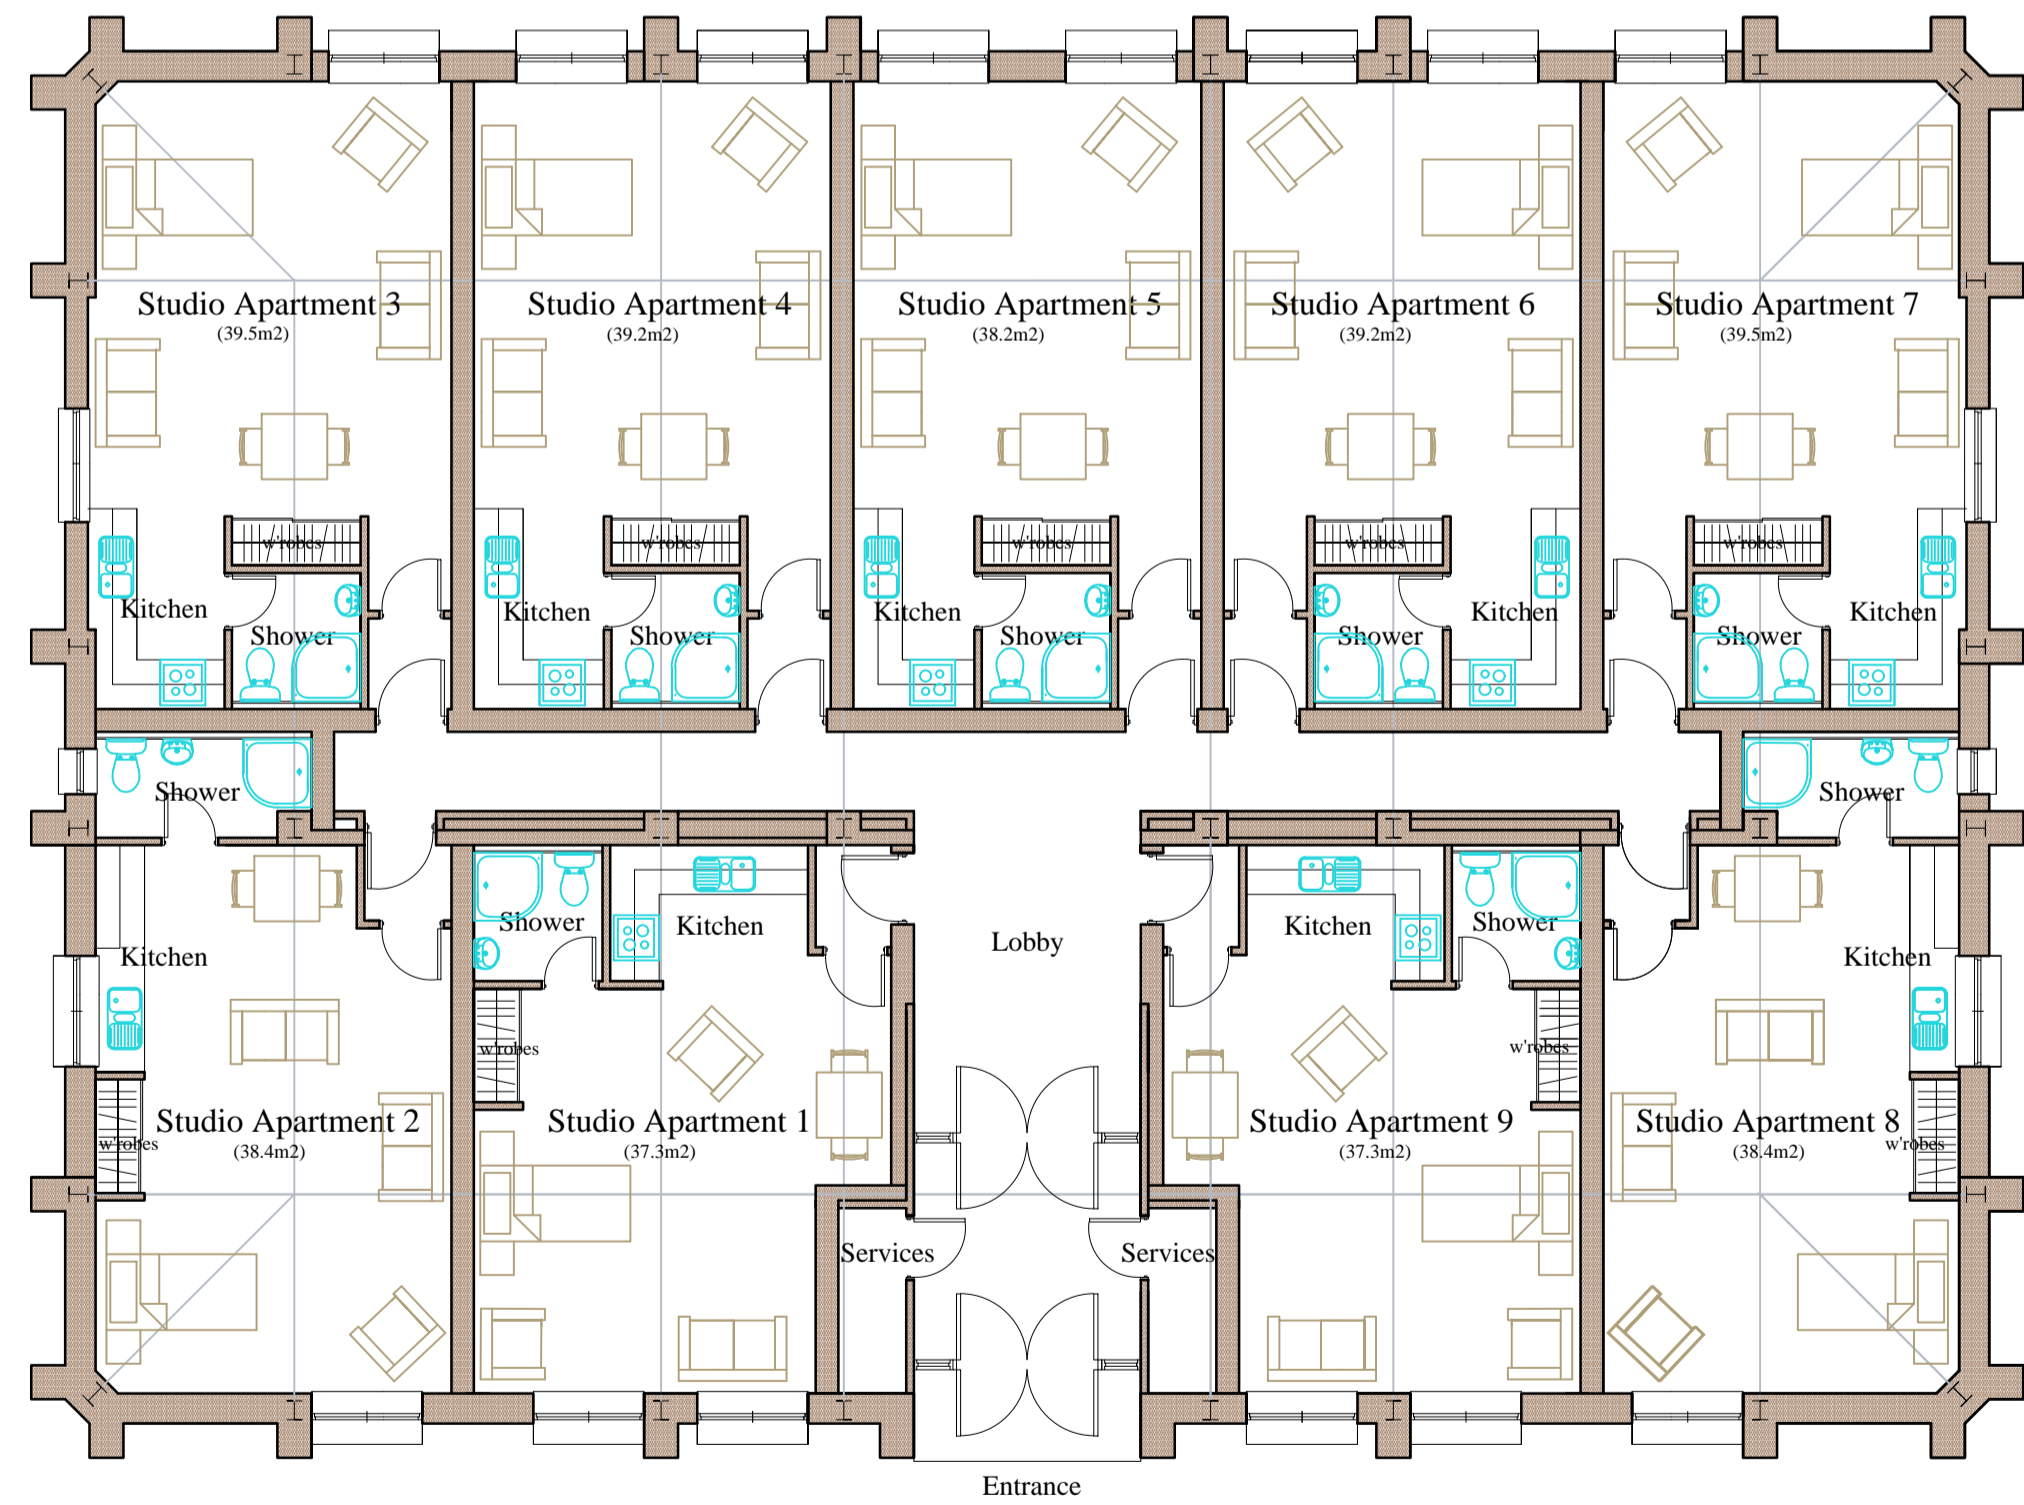 Studio Apartment 3
(39.5m2)
Studio Apartment 4
(39.2m2)
Studio Apartment 5
(38.2m2)
Studio Apartment 6
(39.2m2)
Studio Apartment 7
(39.5m2)
w'robes
w'robes
w'robes
w'robes
w'robes
Kitchen
Shower
Kitchen
Shower
Kitchen
Shower
Shower
Kitchen
Shower
Kitchen
Shower
Shower
Kitchen
Shower
Kitchen
Lobby
Kitchen
Shower
Kitchen
w'robes
w'robes
Studio Apartment 2
(38.4m2)
w'robes
Studio Apartment 1
(37.3m2)
Studio Apartment 9
(37.3m2)
Studio Apartment 8
(38.4m2)
w'robes
Services
Services
Entrance